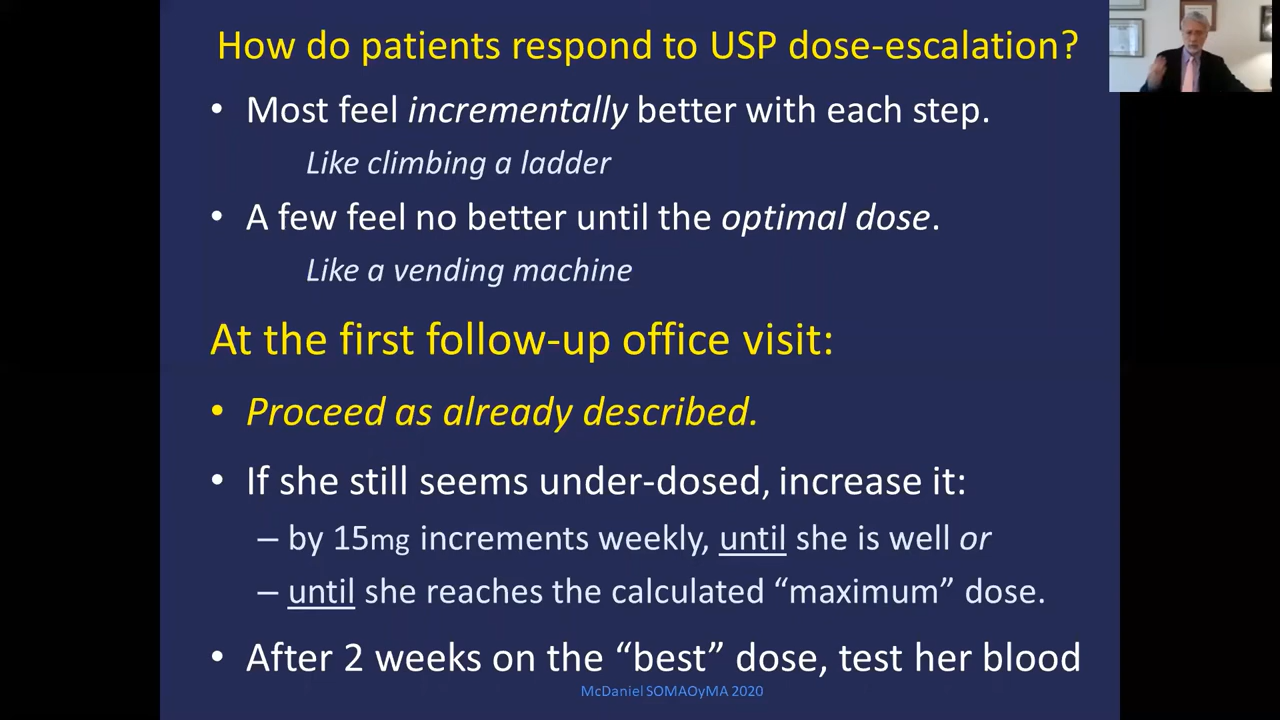 How do patients respond to USP dose-escalation?
• Most feel incrementally better with each step.
Like climbing a ladder
• A few feel no better until the optimal dose.
Like a vending machine
At the first follow-up office visit:
• Proceed as already described.
• If she still seems under-dosed, increase it:
– by 15mg increments weekly, until she is well or
– until she reaches the calculated “maximum” dose.
• After 2 weeks on the “best” dose, test her blood
McDaniel SOMAOyMA 2020